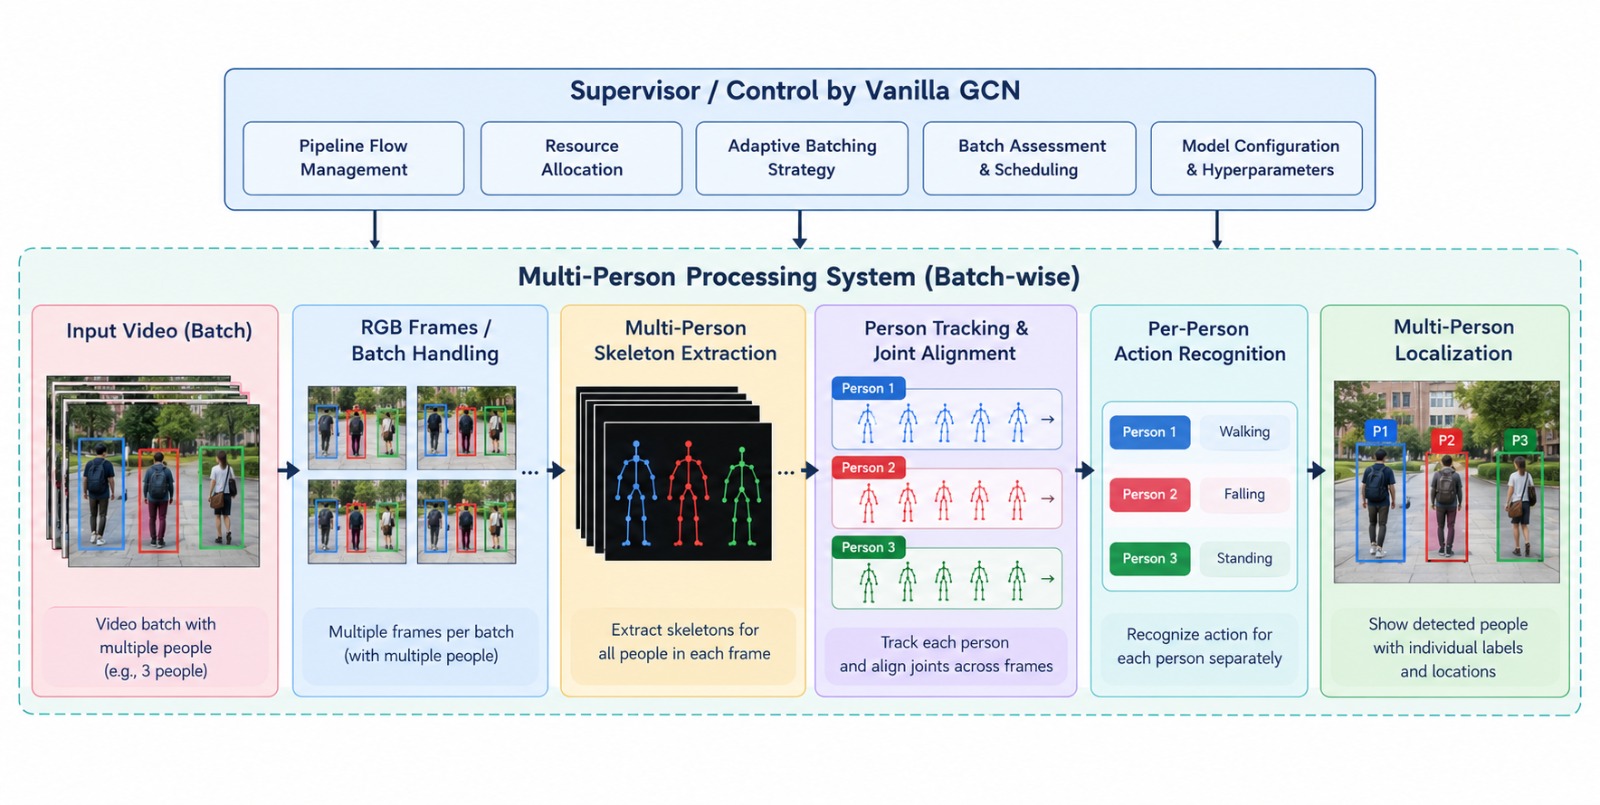 Supervisor / Control by Vanilla GCN
Pipeline Flow
Management
Resource
Allocation
Adaptive Batching
Strategy
Batch Assessment
& Scheduling
Model Configuration
& Hyperparameters
Multi-Person Processing System (Batch-wise)
Input Video (Batch)
Video batch with
multiple people
(e.g., 3 people)
RGB Frames /
Batch Handling
...
Multiple frames per batch
(with multiple people)
Multi-Person
Skeleton Extraction
...
Extract skeletons for
all people in each frame
Person Tracking &
Joint Alignment
Person 1
→
Person 2
→
Person 3
→
Track each person
and align joints across frames
Per-Person
Action Recognition
Person 1 Walking
Person 2 Falling
Person 3 Standing
Recognize action for
each person separately
Multi-Person
Localization
P1 P2 P3
Show detected people
with individual labels
and locations